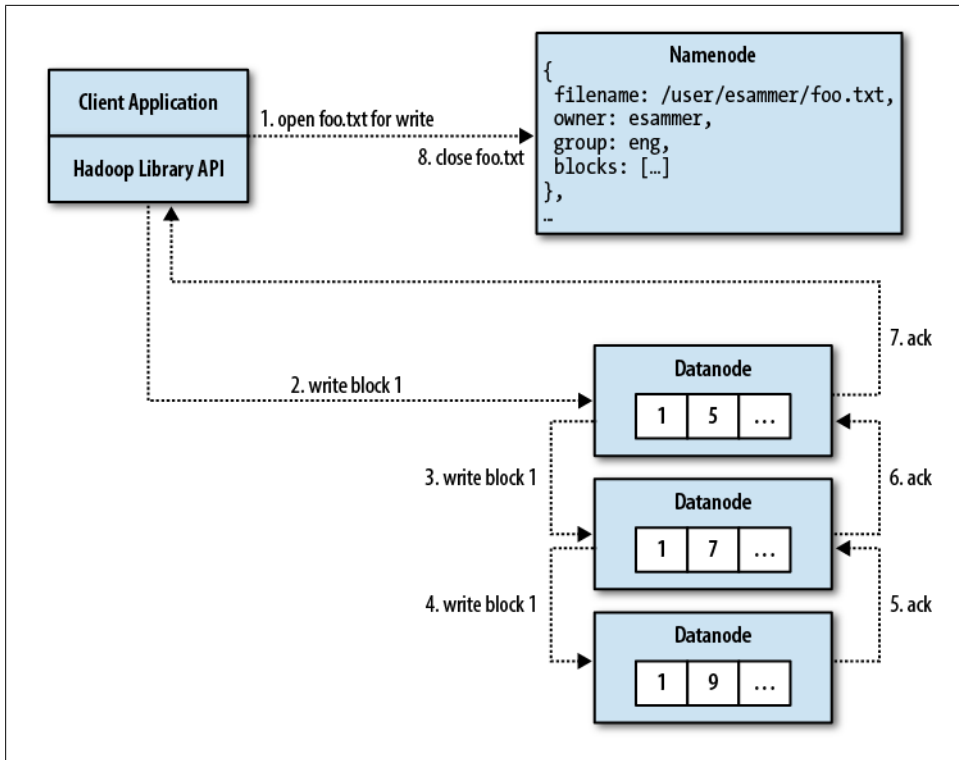 Client Application
Hadoop Library API
1. open foo.txt for write
8. close foo.txt
Namenode
{
filename: /user/esammer/foo.txt,
owner: esammer,
group: eng,
blocks: […]
},
…
2. write block 1
7. ack
Datanode
1 5 …
3. write block 1
6. ack
Datanode
1 7 …
4. write block 1
5. ack
Datanode
1 9 …